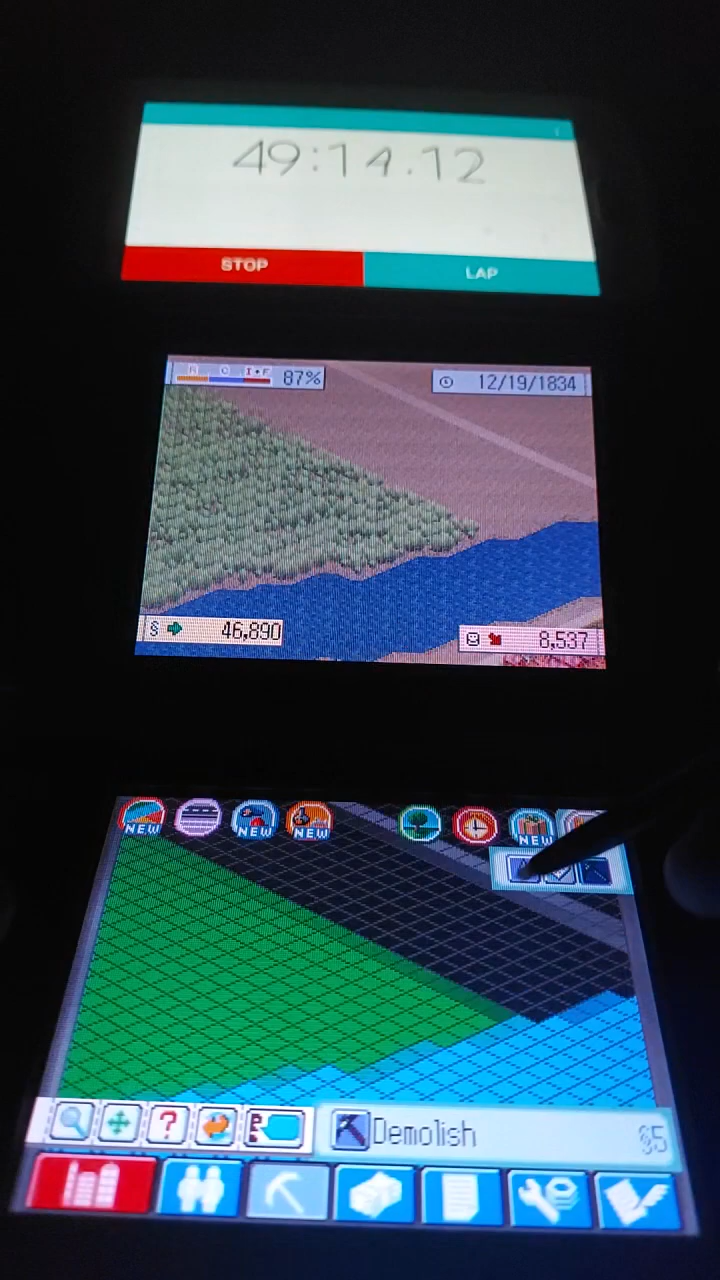 49:14.12
STOP
LAP
R C I•F 87%
12/19/1834
§ 46,890
8,537
NEW
NEW
NEW
NEW
?
Demolish §5